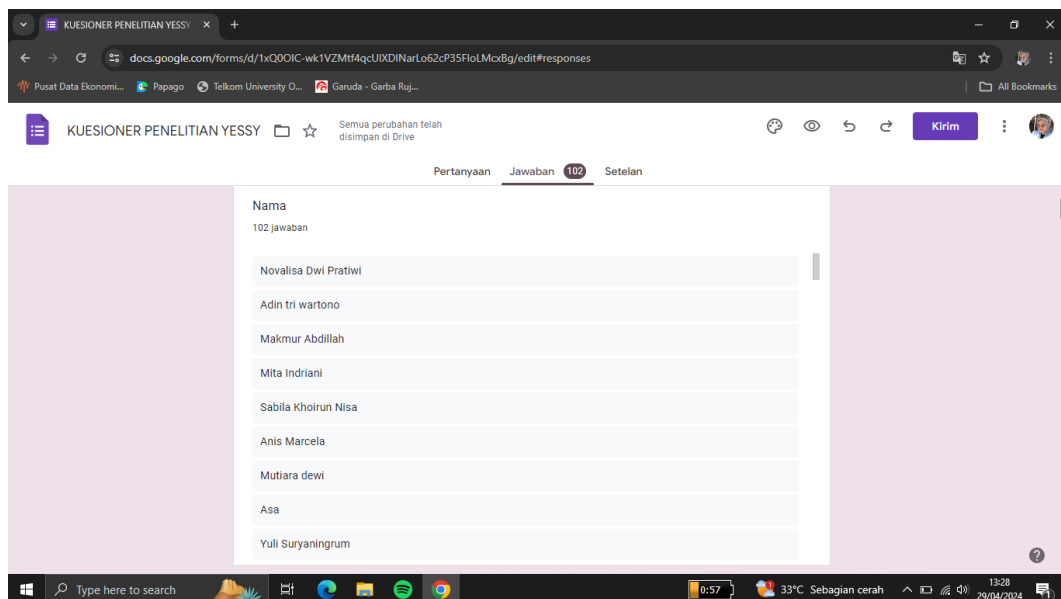 KUESIONER PENELITIAN YESSY
docs.google.com/forms/d/1xQ0OIC-wk1VZMtf4qcUIXDINarLo62cP35FIoLMcxBg/edit#responses
Pusat Data Ekonomi... Papago Telkom University O... Garuda - Garba Ruj... All Bookmarks
KUESIONER PENELITIAN YESSY
Semua perubahan telah
disimpan di Drive
Kirim
Pertanyaan Jawaban 102 Setelan
Nama
102 jawaban
Novalisa Dwi Pratiwi
Adin tri wartono
Makmur Abdillah
Mita Indriani
Sabila Khoirun Nisa
Anis Marcela
Mutiara dewi
Asa
Yuli Suryaningrum
Type here to search 0:57 33°C Sebagian cerah 13:28
29/04/2024